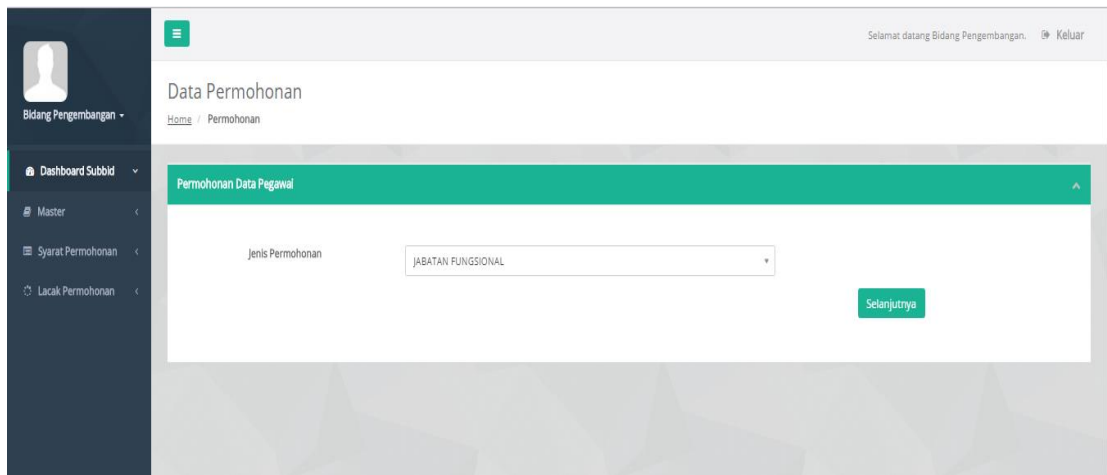 Selamat datang Bidang Pengembangan.
Keluar
Bidang Pengembangan
Dashboard Subbid
Master
Syarat Permohonan
Lacak Permohonan
Data Permohonan
Home / Permohonan
Permohonan Data Pegawai
Jenis Permohonan
JABATAN FUNGSIONAL
Selanjutnya